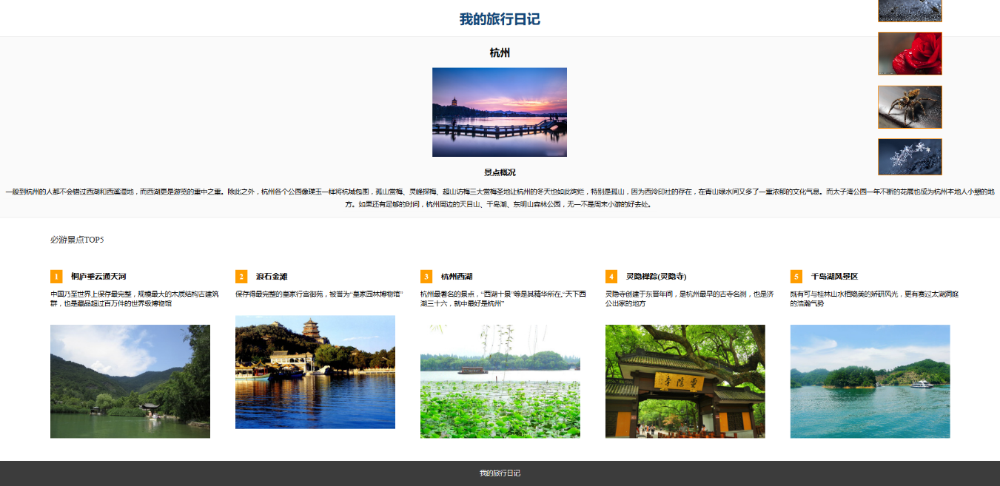 我的旅行日记
杭州
景点概况
一般到杭州的人都不会错过西湖和西溪湿地，而西湖更是游览的重中之重。除此之外，杭州各个公园像璞玉一样将杭城包围，孤山赏梅、灵峰探梅、超山访梅三大赏梅圣地让杭州的冬天也如此绚烂，特别是孤山，因为西泠印社的存在，在青山绿水间又多了一重浓郁的文化气息。而太子湾公园一年不断的花展也成为杭州本地人小憩的地
方。如果还有足够的时间，杭州周边的天目山、千岛湖、东明山森林公园，无一不是周末小游的好去处。
必游景点TOP5
1 桐庐垂云通天河
中国乃至世界上保存最完整，规模最大的木质结构古建筑
群，也是藏品超过百万件的世界级博物馆
2 浪石金滩
保存得最完整的皇家行宫御苑，被誉为“皇家园林博物馆”
3 杭州西湖
杭州最著名的景点，“西湖十景”等是其精华所在,“天下西
湖三十六，就中最好是杭州”
4 灵隐禅踪(灵隐寺)
灵隐寺创建于东晋年间，是杭州最早的古寺名刹，也是济
公出家的地方
5 千岛湖风景区
既有可与桂林山水相媲美的娇研风光，更有赛过太湖洞庭
的浩瀚气势
靈隱寺
我的旅行日记